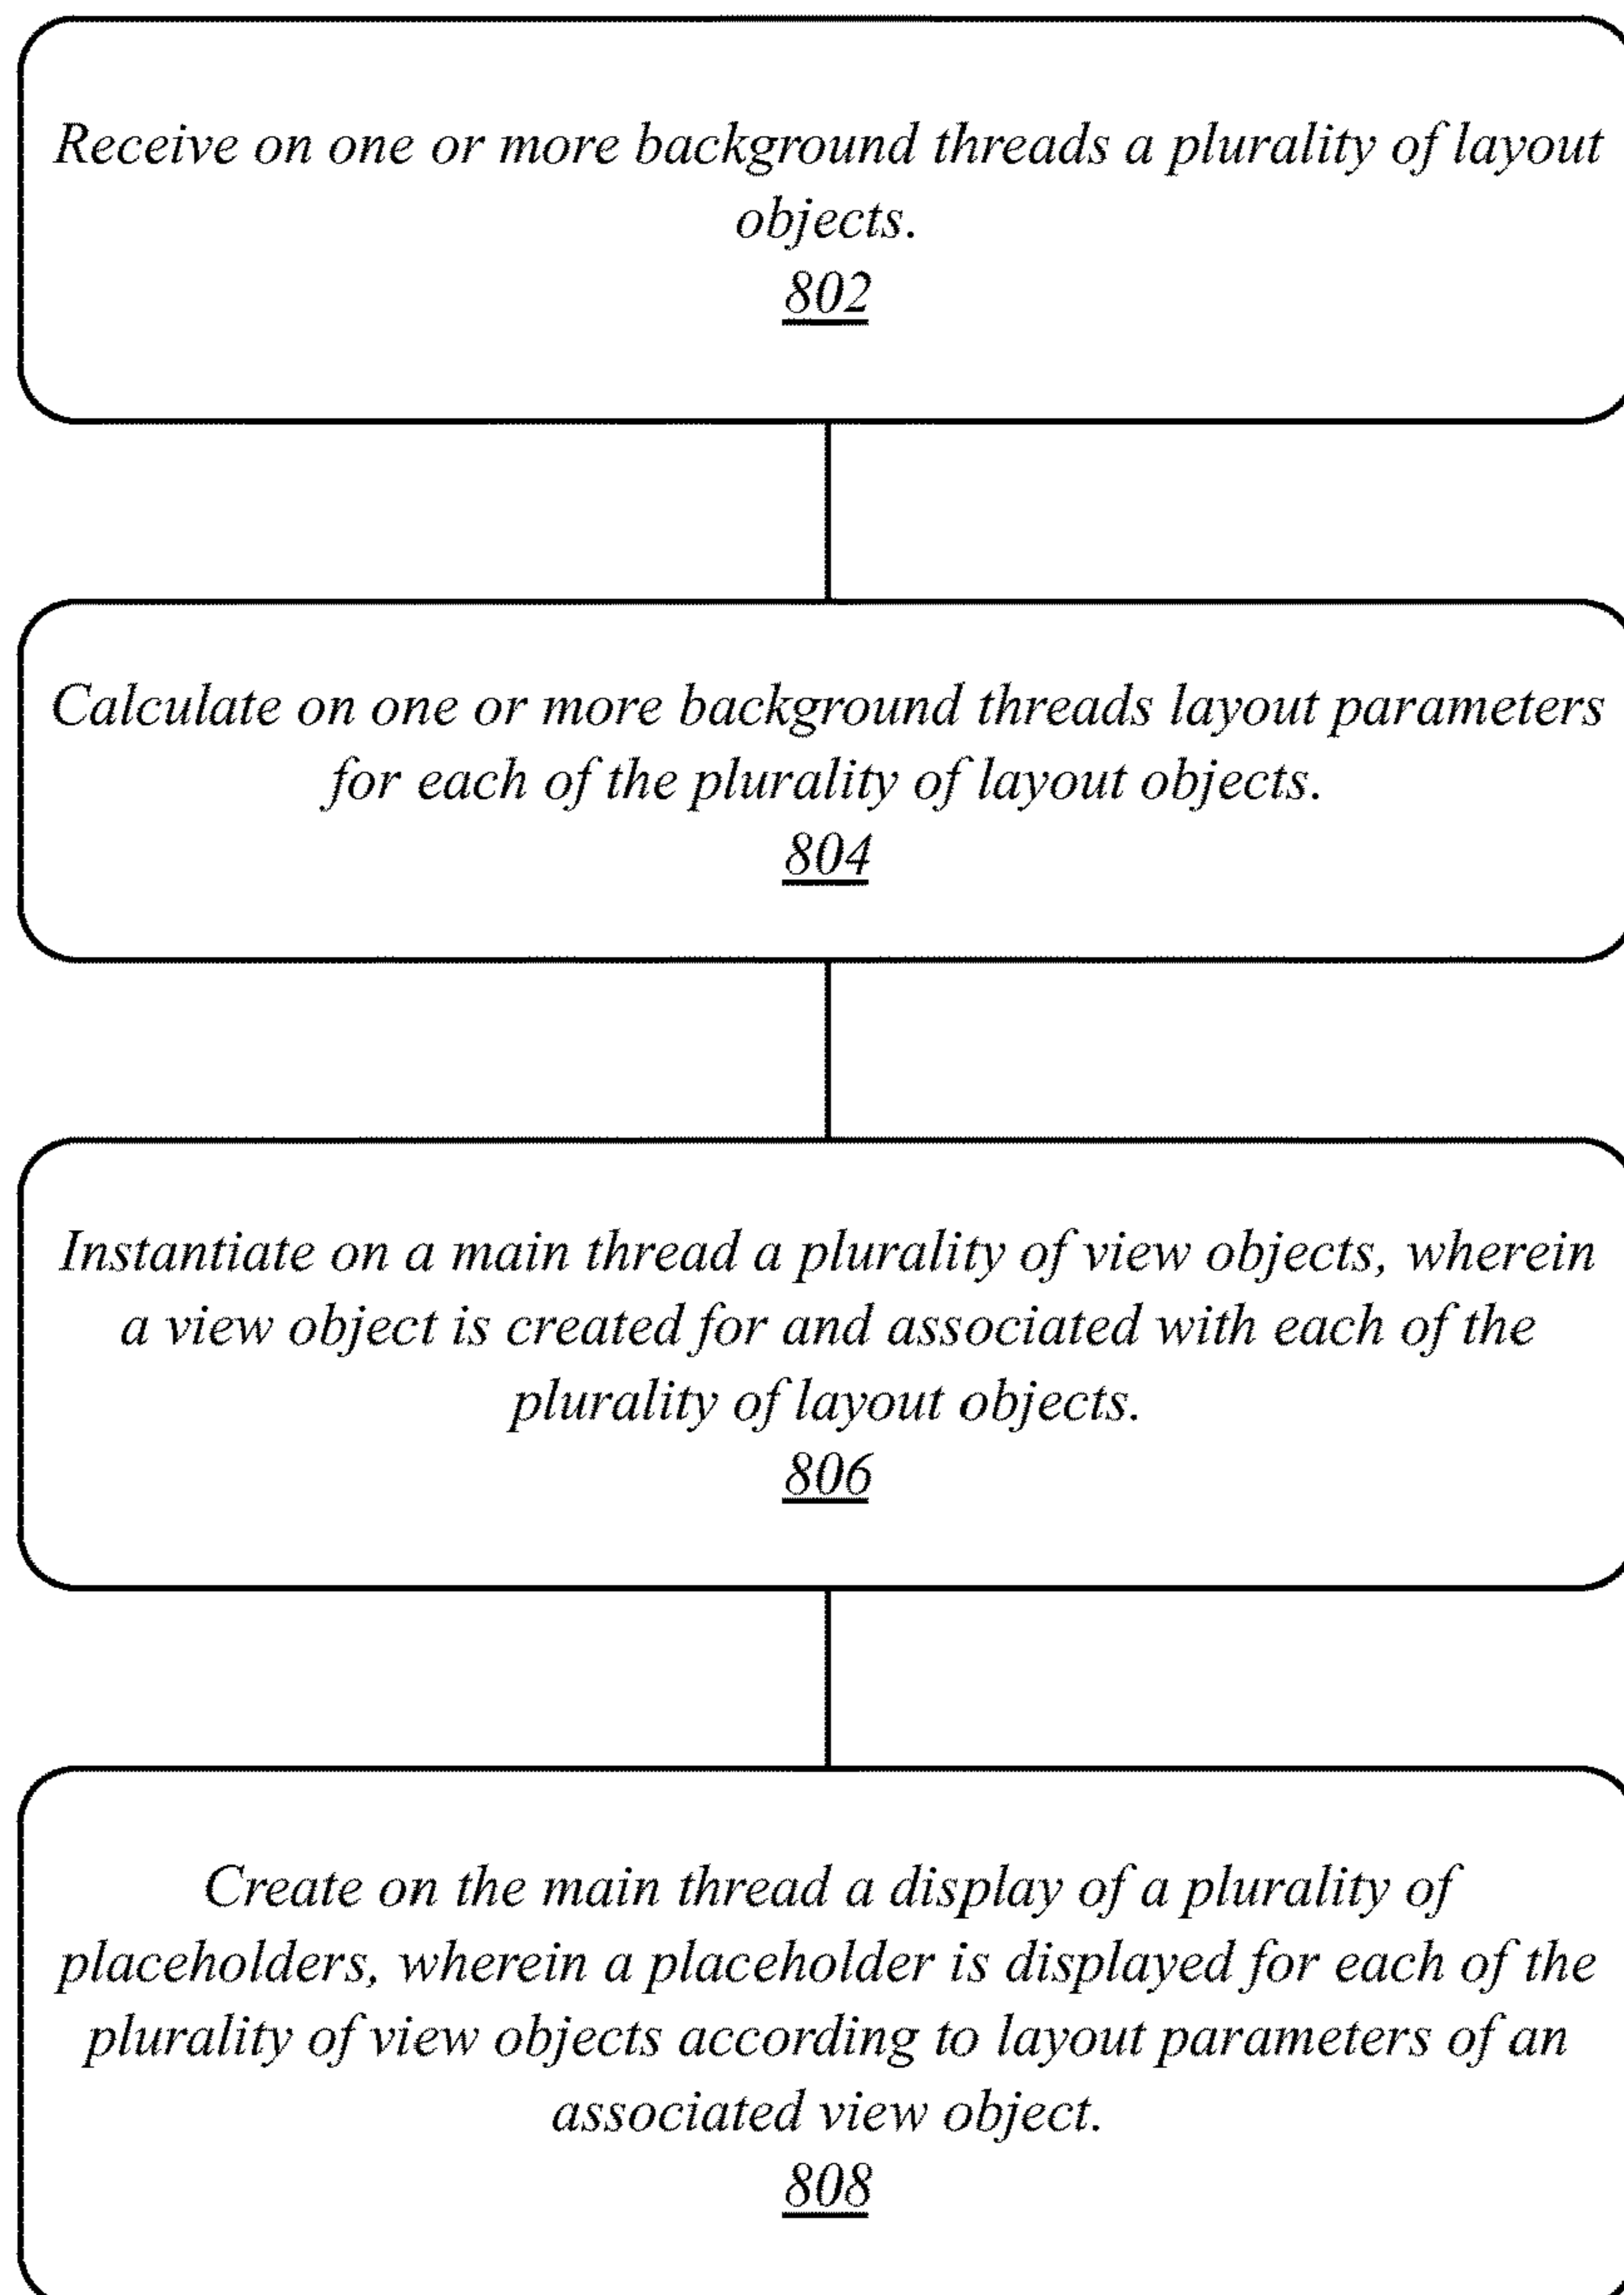 Receive on one or more background threads a plurality of layout
objects.
802
Calculate on one or more background threads layout parameters
for each of the plurality of layout objects.
804
Instantiate on a main thread a plurality of view objects, wherein
a view object is created for and associated with each of the
plurality of layout objects.
806
Create on the main thread a display of a plurality of
placeholders, wherein a placeholder is displayed for each of the
plurality of view objects according to layout parameters of an
associated view object.
808